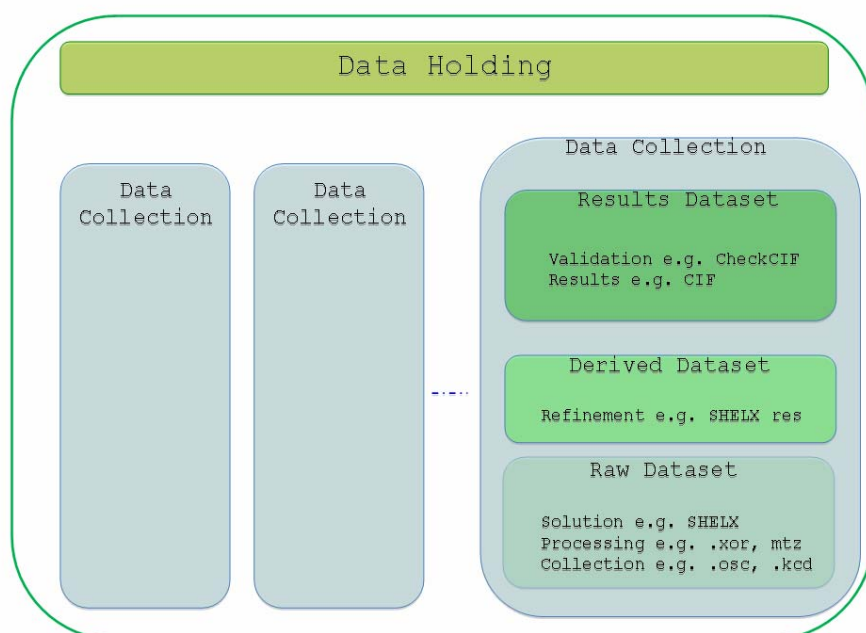 Data Holding
Data
Collection
Data
Collection
Data Collection
Results Dataset
Validation e.g. CheckCIF
Results e.g. CIF
Derived Dataset
Refinement e.g. SHELX res
Raw Dataset
Solution e.g. SHELX
Processing e.g. .xor, mtz
Collection e.g. .osc, .kcd